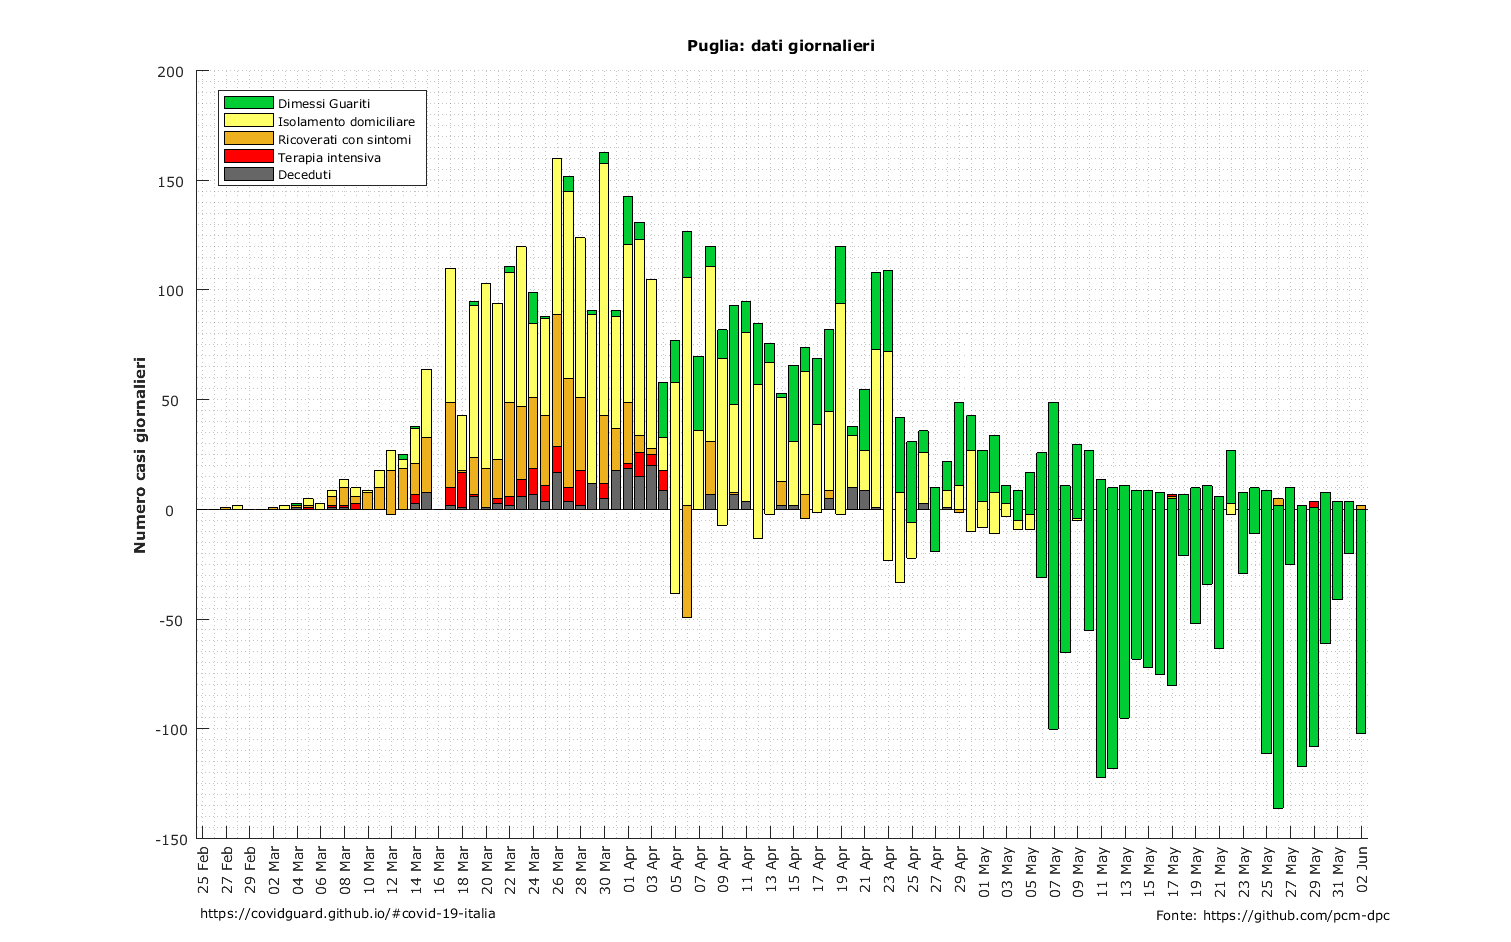 Puglia: dati giornalieri
200
150
100
50
0
-50
-100
-150
Numero casi giornalieri
Dimessi Guariti
Isolamento domiciliare
Ricoverati con sintomi
Terapia intensiva
Deceduti
25 Feb
27 Feb
29 Feb
02 Mar
04 Mar
06 Mar
08 Mar
10 Mar
12 Mar
14 Mar
16 Mar
18 Mar
20 Mar
22 Mar
24 Mar
26 Mar
28 Mar
30 Mar
01 Apr
03 Apr
05 Apr
07 Apr
09 Apr
11 Apr
13 Apr
15 Apr
17 Apr
19 Apr
21 Apr
23 Apr
25 Apr
27 Apr
29 Apr
01 May
03 May
05 May
07 May
09 May
11 May
13 May
15 May
17 May
19 May
21 May
23 May
25 May
27 May
29 May
31 May
02 Jun
https://covidguard.github.io/#covid-19-italia
Fonte: https://github.com/pcm-dpc